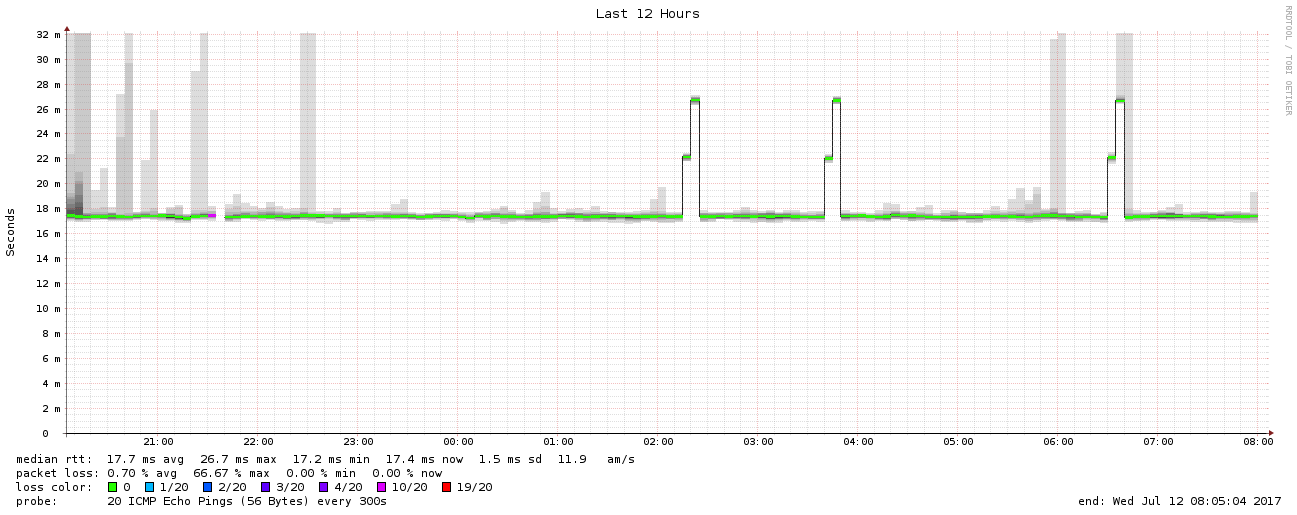 Last 12 Hours
RRDTOOL / TOBI OETIKER
Seconds
32 m
30 m
28 m
26 m
24 m
22 m
20 m
18 m
16 m
14 m
12 m
10 m
8 m
6 m
4 m
2 m
0
21:00 22:00 23:00 00:00 01:00 02:00 03:00 04:00 05:00 06:00 07:00 08:00
median rtt: 17.7 ms avg 26.7 ms max 17.2 ms min 17.4 ms now 1.5 ms sd 11.9 am/s
packet loss: 0.70 % avg 66.67 % max 0.00 % min 0.00 % now
loss color: 0 1/20 2/20 3/20 4/20 10/20 19/20
probe: 20 ICMP Echo Pings (56 Bytes) every 300s end: Wed Jul 12 08:05:04 2017